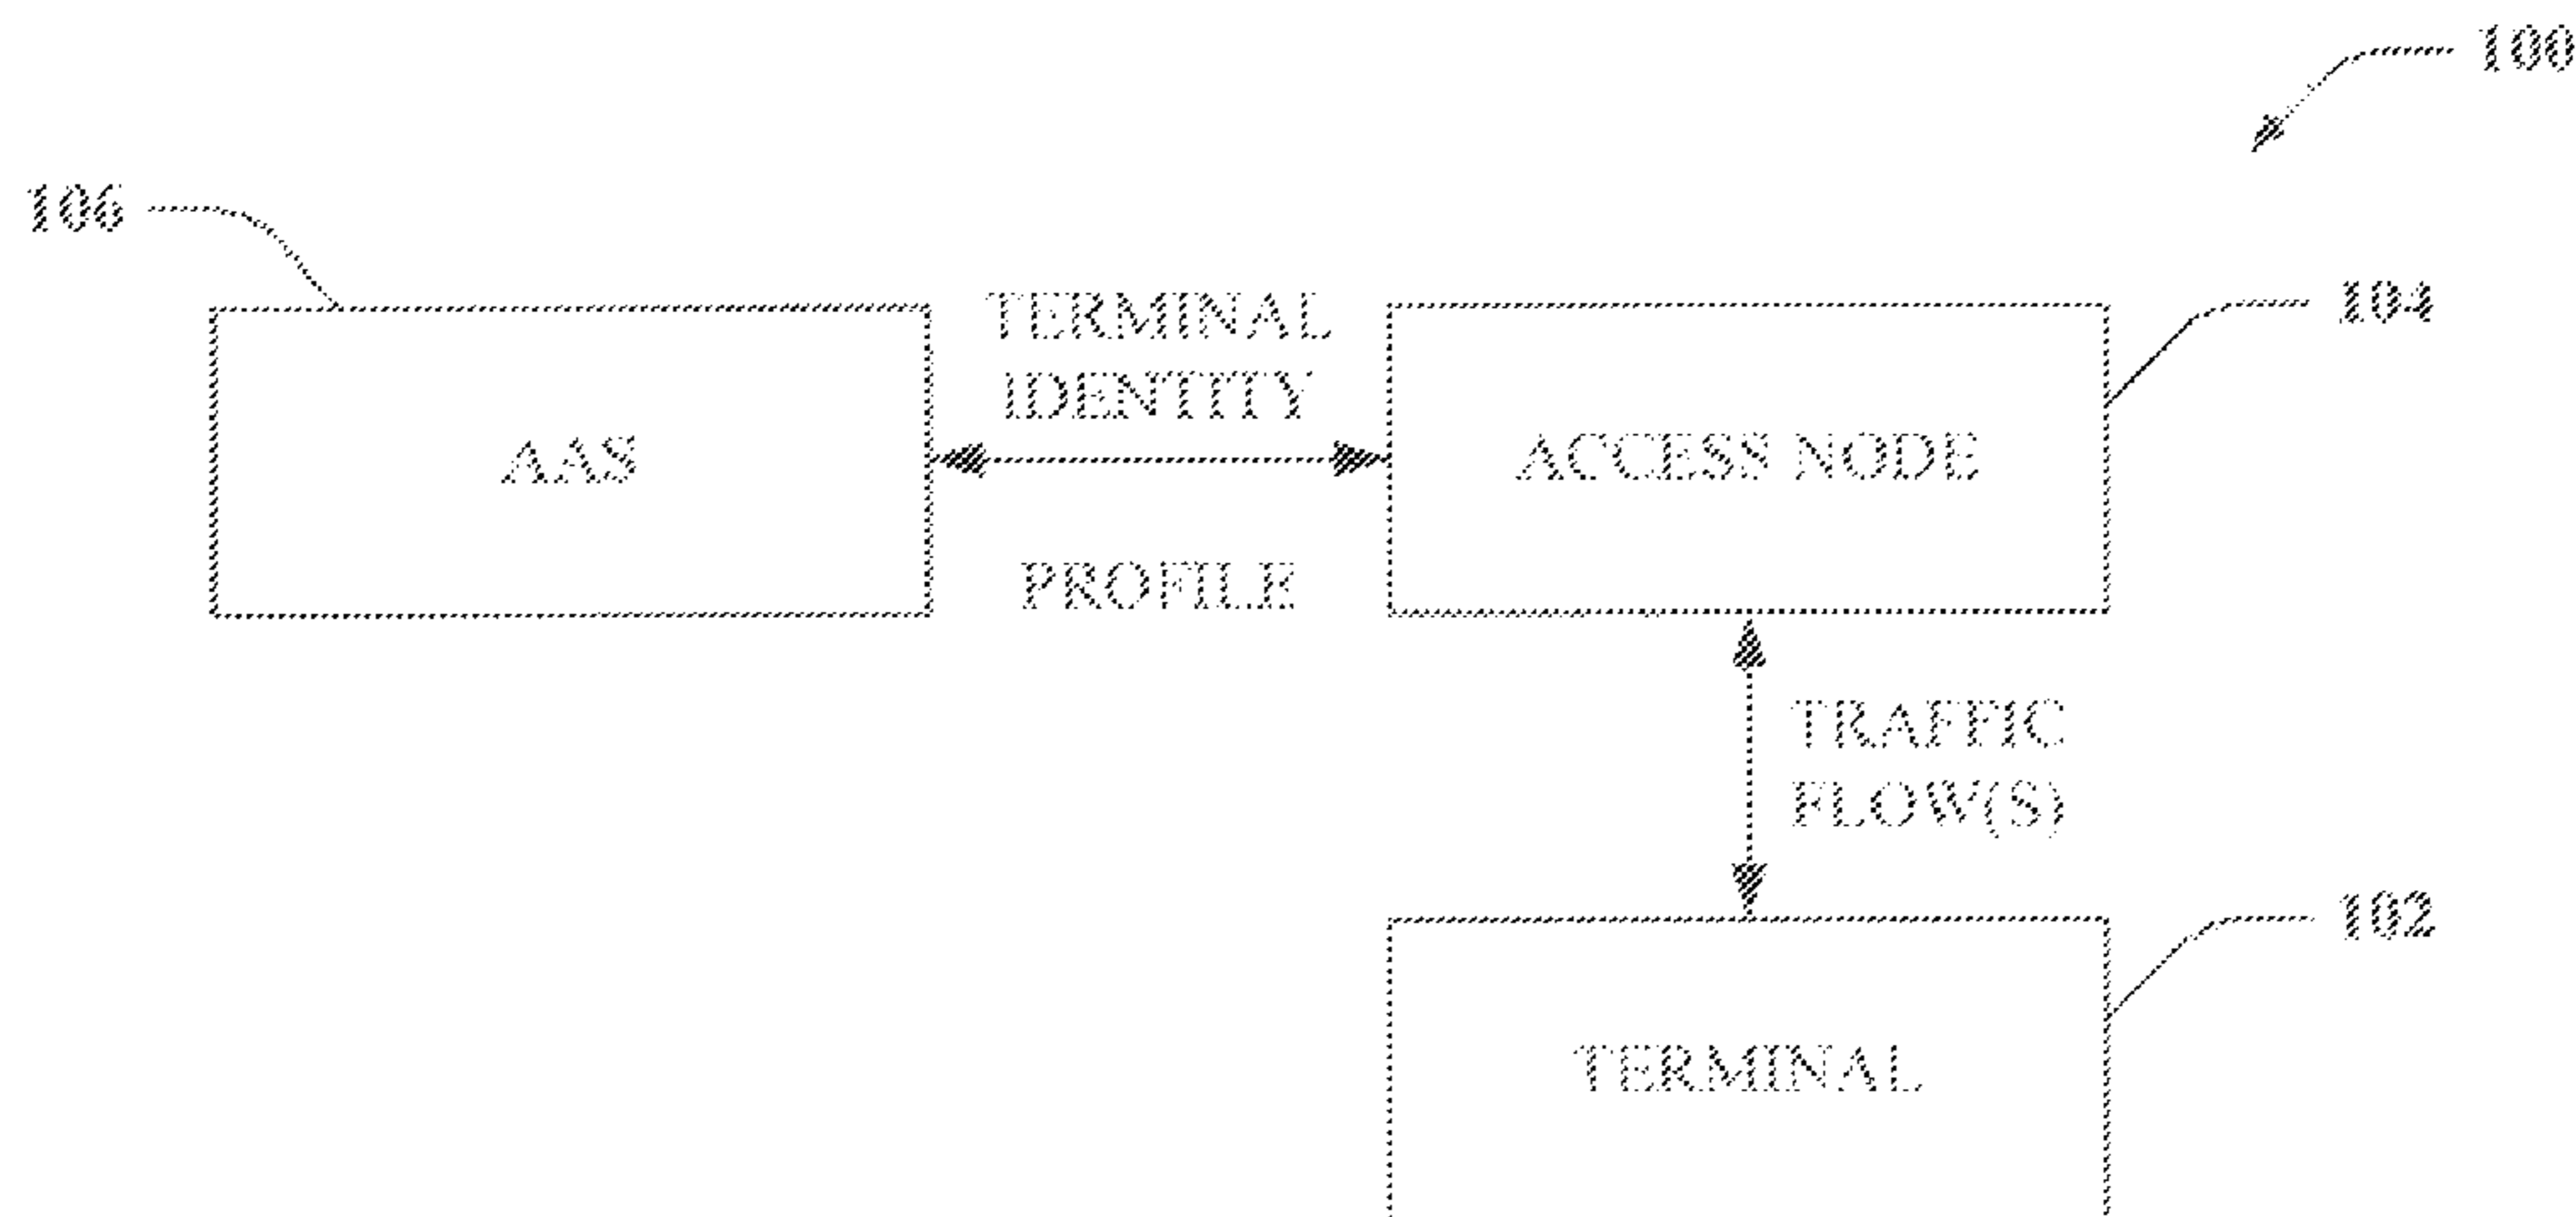 100
106
TERMINAL
IDENTITY
104
AAS
ACCESS NODE
PROFILE
TRAFFIC
FLOW(S)
102
TERMINAL